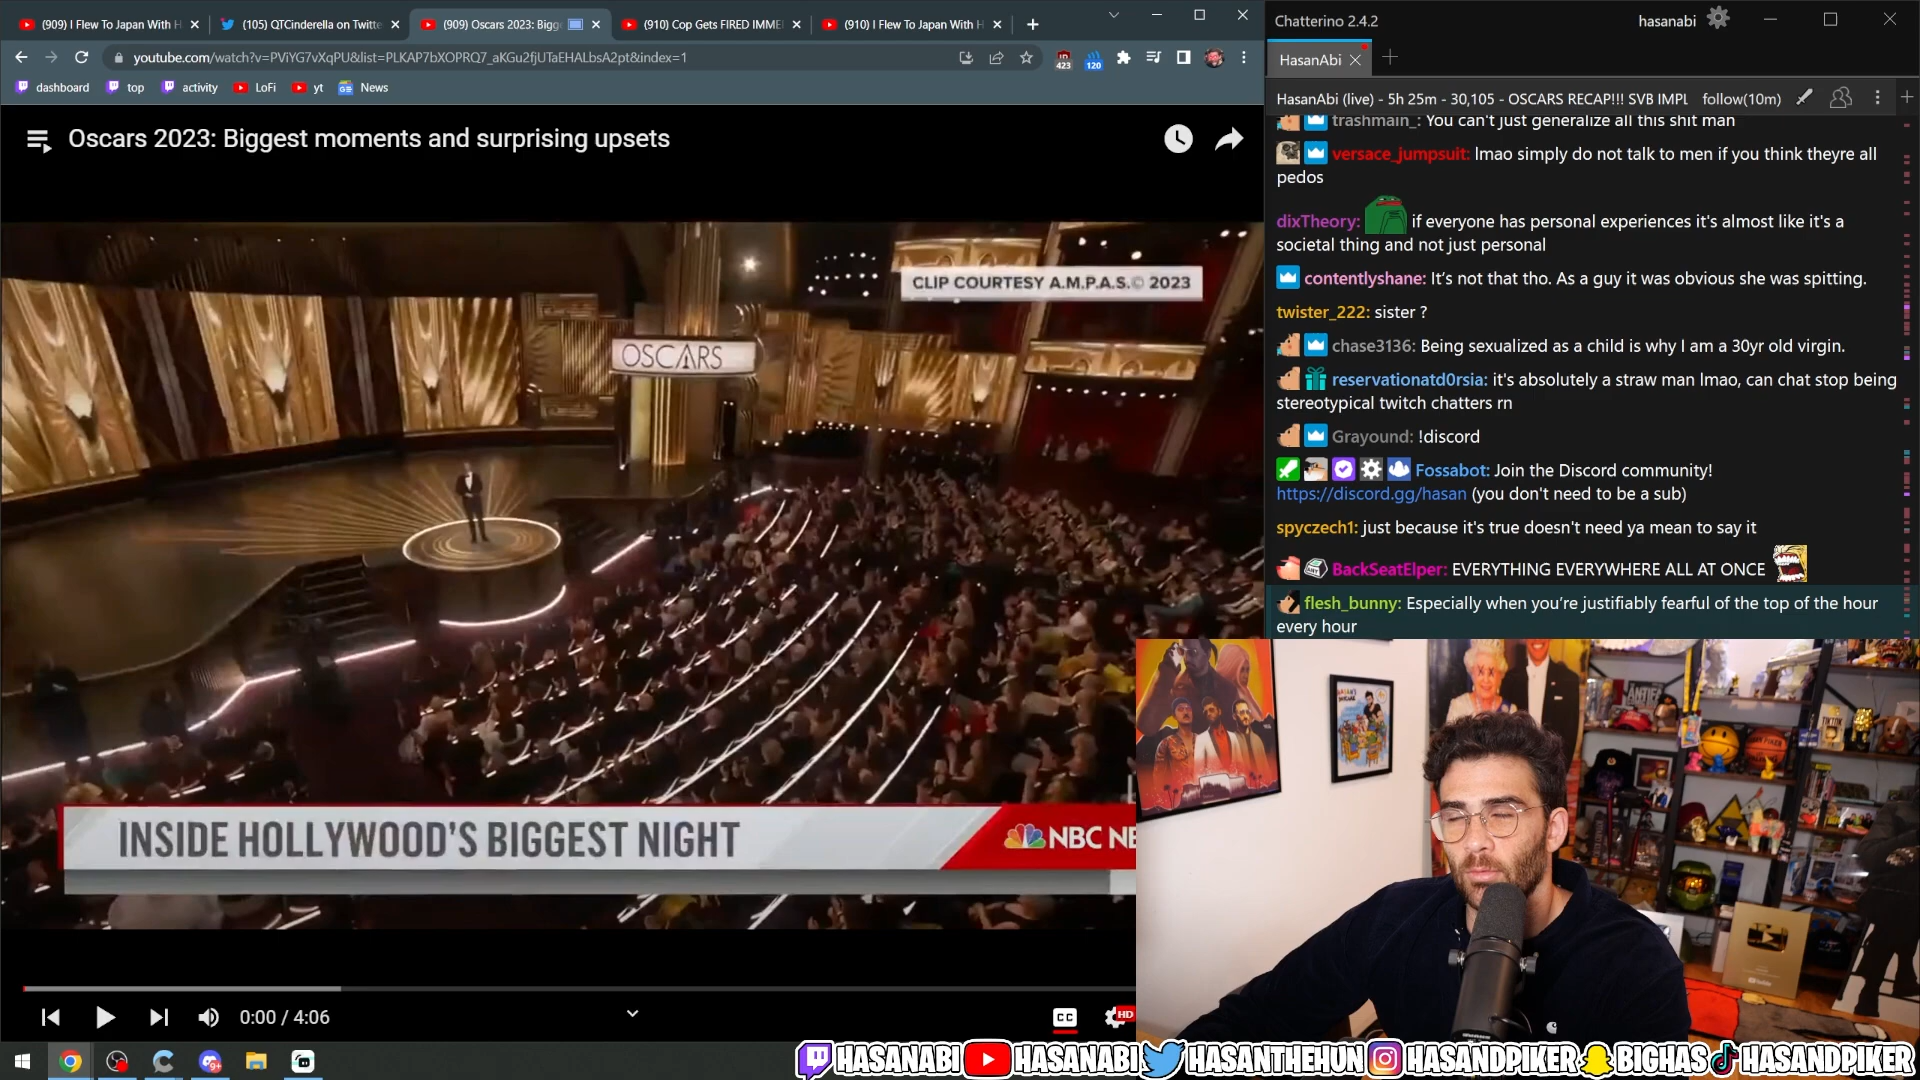 (909) I Flew To Japan With H
(105) QTCinderella on Twitte
(909) Oscars 2023: Bigg
(910) Cop Gets FIRED IMME
(910) I Flew To Japan With H
youtube.com/watch?v=PViYG7vXqPU&list=PLKAP7bXOPRQ7_aKGu2fjUTaEHALbsA2pt&index=1
423
120
dashboard
top
activity
LoFi
yt
News
Oscars 2023: Biggest moments and surprising upsets
CLIP COURTESY A.M.P.A.S.© 2023
OSCARS
INSIDE HOLLYWOOD'S BIGGEST NIGHT
NBC NE
0:00 / 4:06
CC
HD
Chatterino 2.4.2
hasanabi
HasanAbi
HasanAbi (live) - 5h 25m - 30,105 - OSCARS RECAP!!! SVB IMPL
follow(10m)
trashmain_: You can't just generalize all this shit man
versace_jumpsuit: lmao simply do not talk to men if you think theyre all
pedos
dixTheory: if everyone has personal experiences it's almost like it's a
societal thing and not just personal
contentlyshane: It's not that tho. As a guy it was obvious she was spitting.
twister_222: sister ?
chase3136: Being sexualized as a child is why I am a 30yr old virgin.
reservationatd0rsia: it's absolutely a straw man lmao, can chat stop being
stereotypical twitch chatters rn
Grayound: !discord
Fossabot: Join the Discord community!
https://discord.gg/hasan (you don't need to be a sub)
spyczech1: just because it's true doesn't need ya mean to say it
BackSeatElper: EVERYTHING EVERYWHERE ALL AT ONCE
flesh_bunny: Especially when you're justifiably fearful of the top of the hour
every hour
HASANABI
HASANABI
HASANTHEHUN
HASANDPIKER
BIGHAS
HASANDPIKER